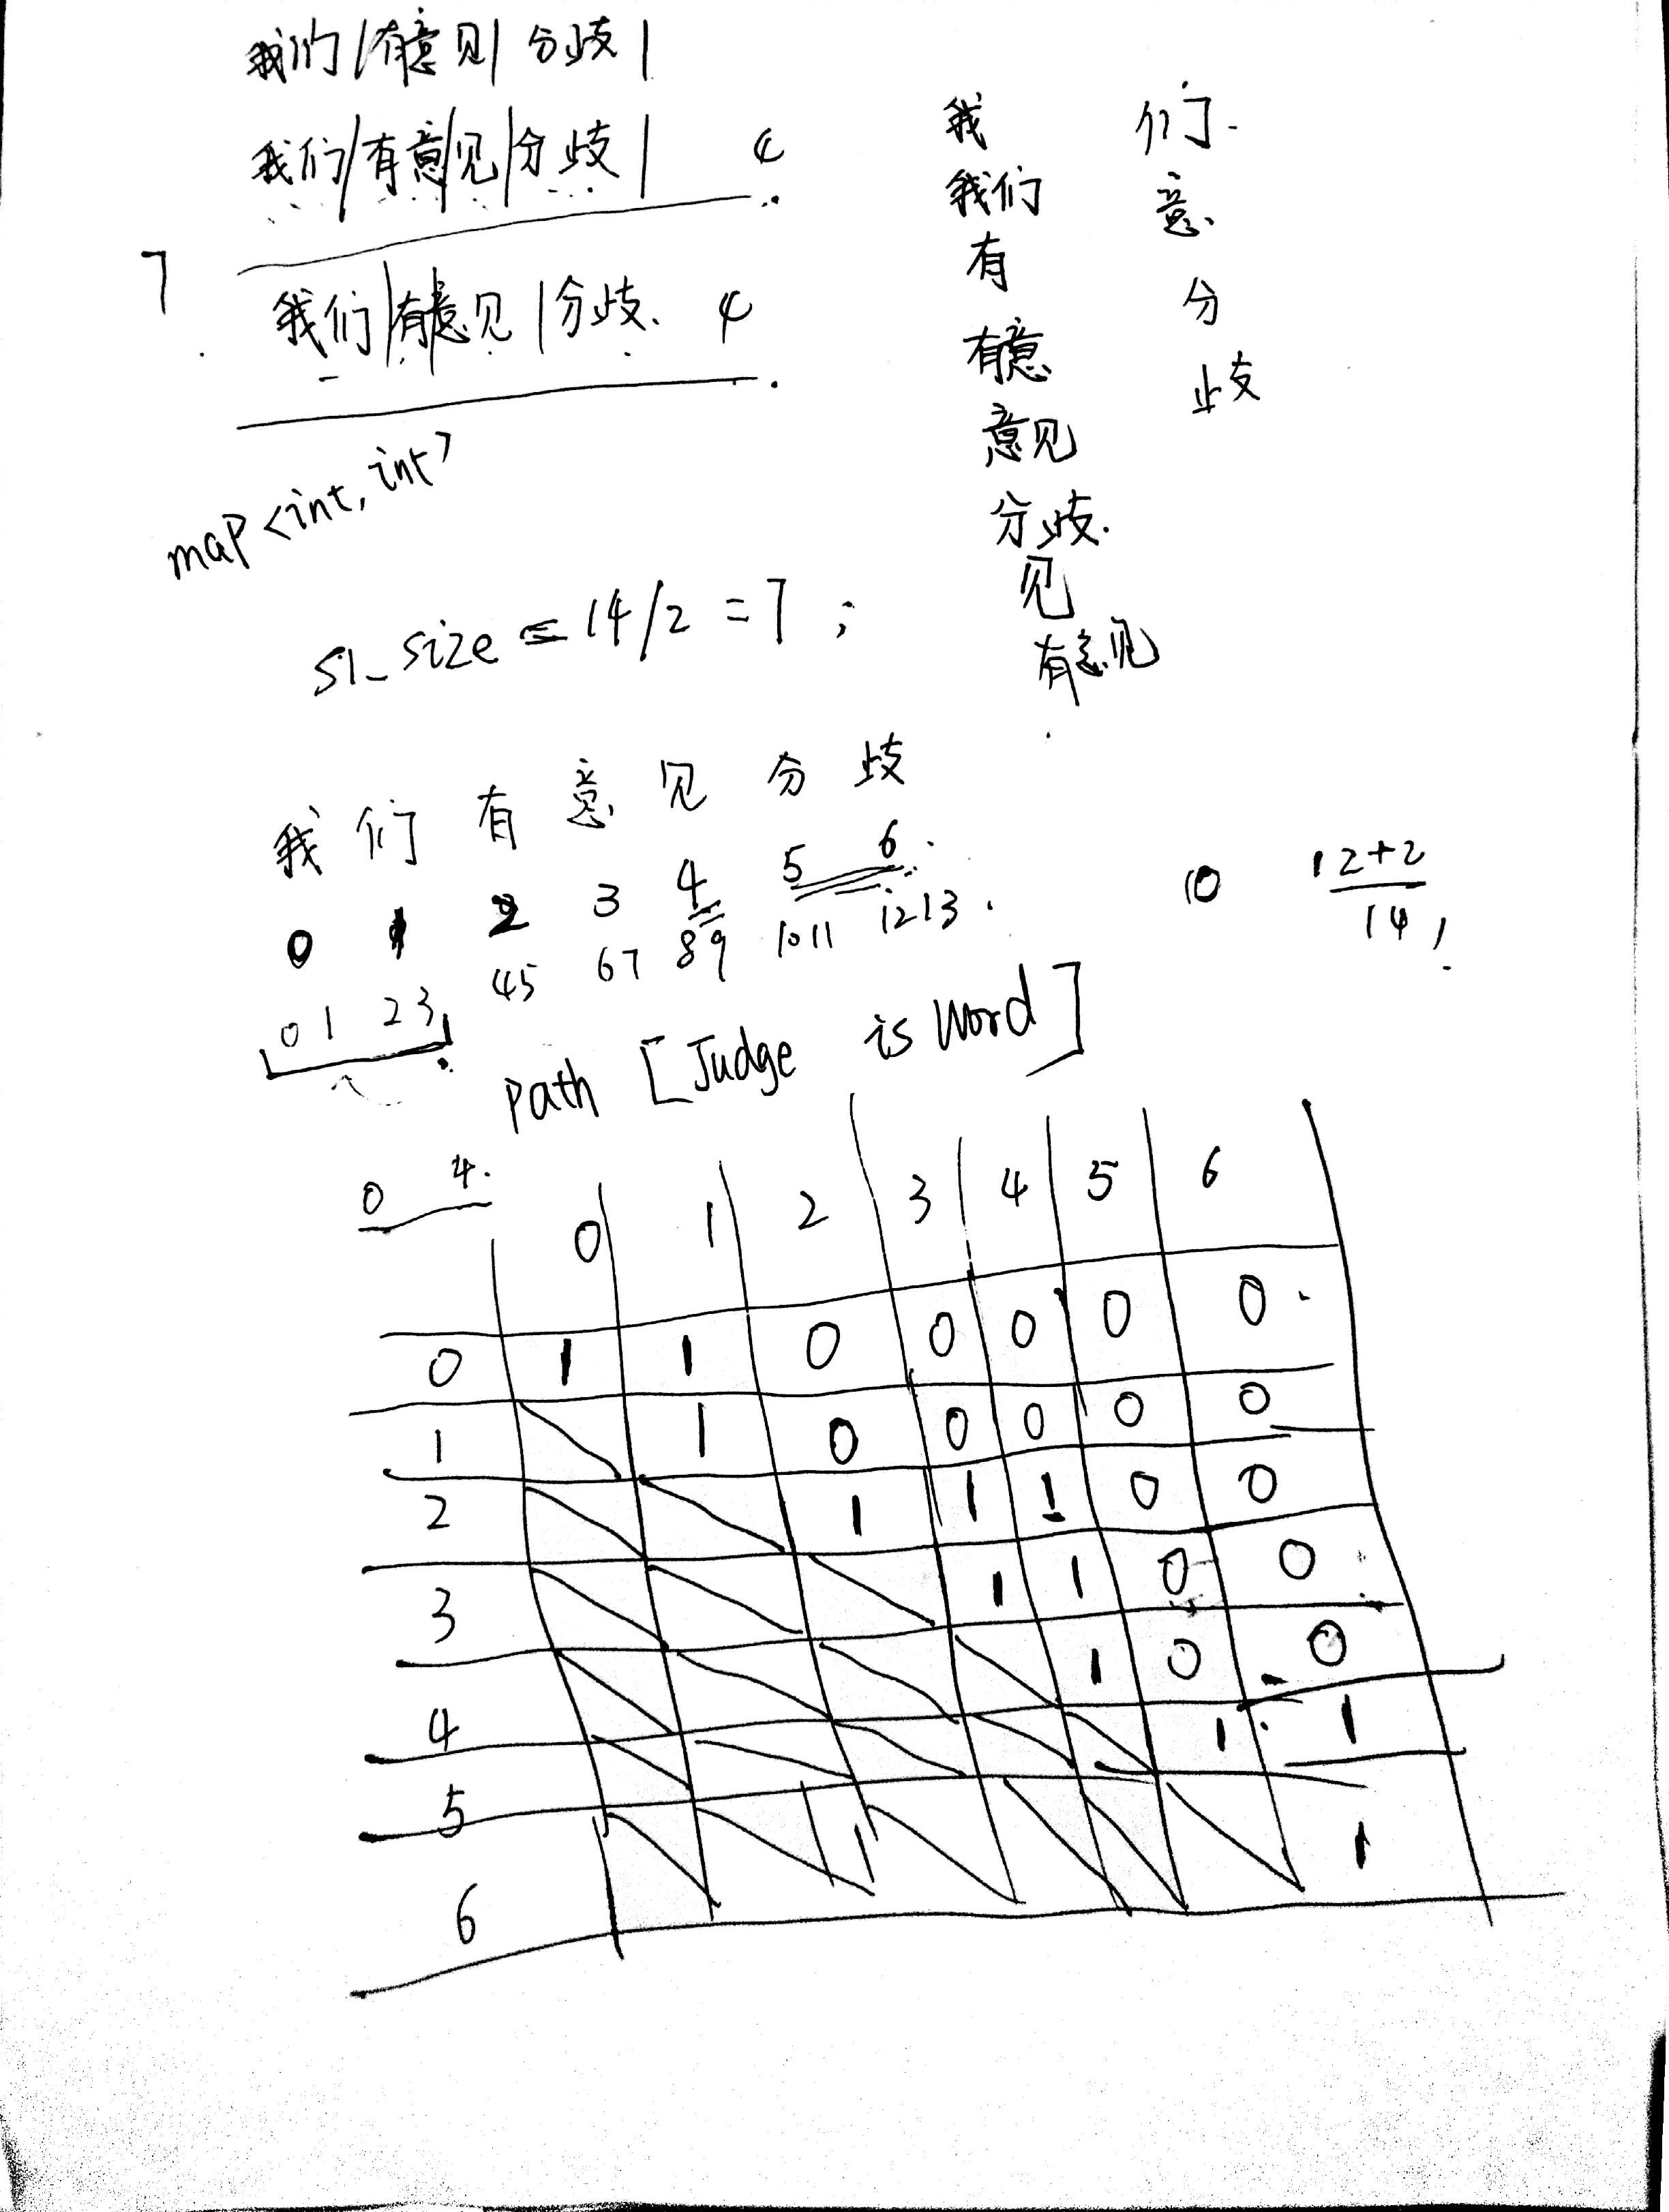 我们|有意见|分歧|
我们|有意|见|分歧| 4
7
我们|有|意见|分歧. 4
map<int, int>
s1_size = 14/2 = 7 ;
我 们.
我们 意.
有 分
有意 歧
意见
分歧.
见
有意见
我 们 有 意 见 分 歧
0 1 2 3 4 5 6 .
0 1 23 45 67 89 1011 1213 .
10 12+2
14 ,
path [Judge is word]
0 4.
0 1 2 3 4 5 6
0 1 1 0 0 0 0 0
1 1 0 0 0 0 0
2 1 1 1 0 0
3 1 1 0 0
4 1 0 0
5 1 1
6 1